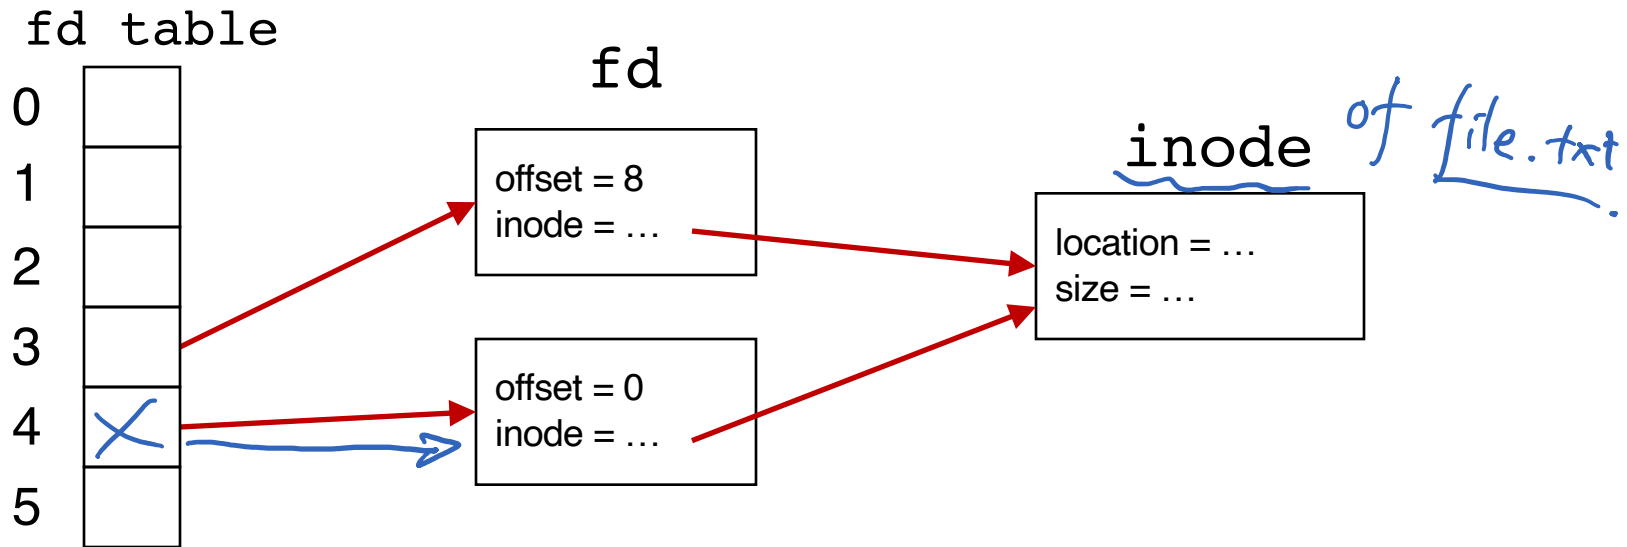 fd table
0
1
2
3
4
5
fd
offset = 8
inode = …
offset = 0
inode = …
inode of file.txt
location = …
size = …